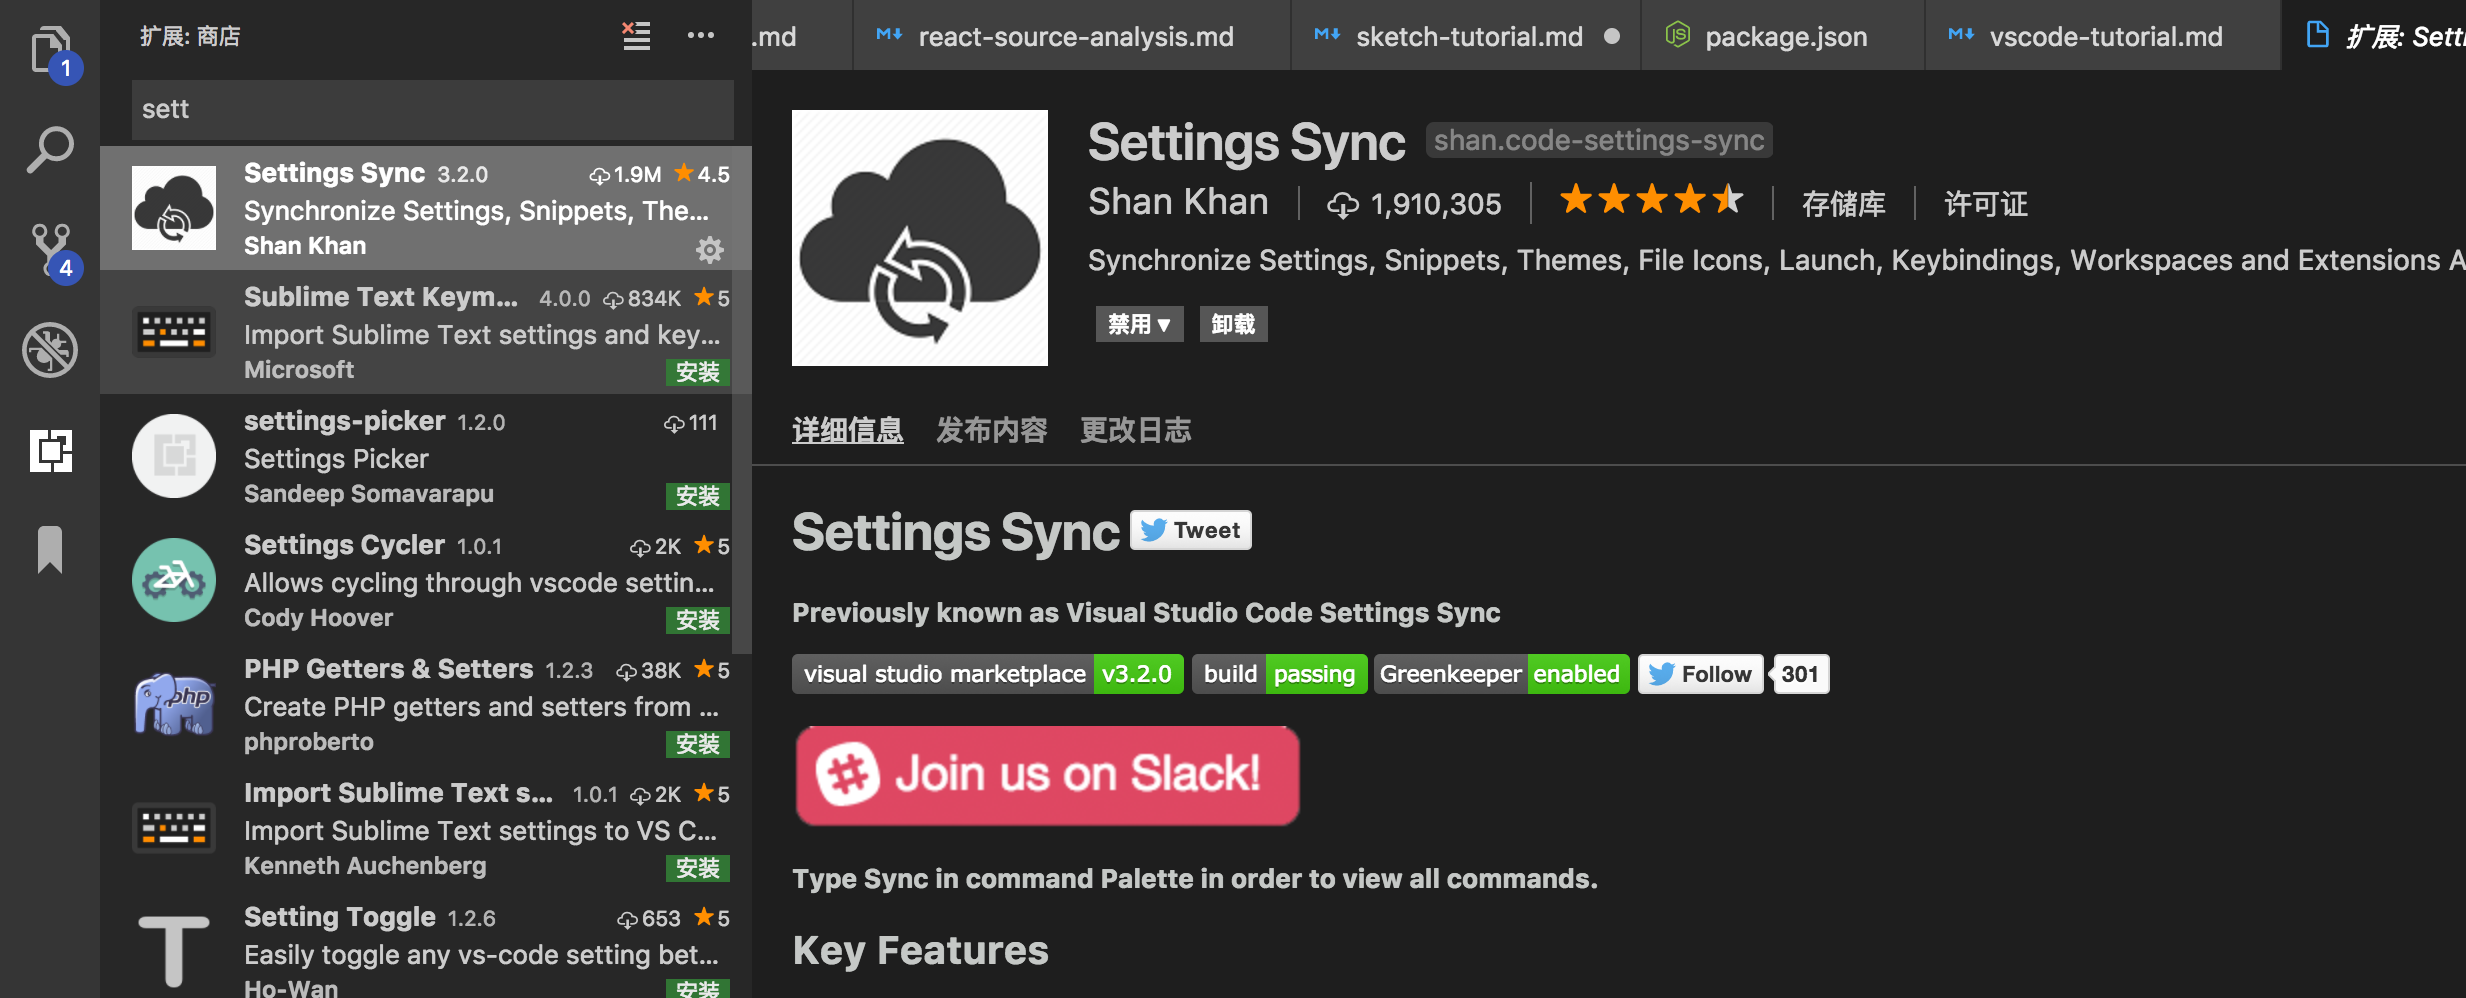 1
4
扩展: 商店
sett
Settings Sync 3.2.0 1.9M 4.5
Synchronize Settings, Snippets, The...
Shan Khan
Sublime Text Keym... 4.0.0 834K 5
Import Sublime Text settings and key...
Microsoft 安装
settings-picker 1.2.0 111
Settings Picker
Sandeep Somavarapu 安装
Settings Cycler 1.0.1 2K 5
Allows cycling through vscode settin...
Cody Hoover 安装
PHP Getters & Setters 1.2.3 38K 5
php
Create PHP getters and setters from ...
phproberto 安装
Import Sublime Text s... 1.0.1 2K 5
Import Sublime Text settings to VS C...
Kenneth Auchenberg 安装
Setting Toggle 1.2.6 653 5
T
Easily toggle any vs-code setting bet...
Ho-Wan 安装
.md react-source-analysis.md sketch-tutorial.md package.json vscode-tutorial.md 扩展: Setti
Settings Sync shan.code-settings-sync
Shan Khan 1,910,305 存储库 许可证
Synchronize Settings, Snippets, Themes, File Icons, Launch, Keybindings, Workspaces and Extensions A
禁用▼ 卸载
详细信息 发布内容 更改日志
Settings Sync Tweet
Previously known as Visual Studio Code Settings Sync
visual studio marketplace v3.2.0 build passing Greenkeeper enabled Follow 301
Join us on Slack!
Type Sync in command Palette in order to view all commands.
Key Features